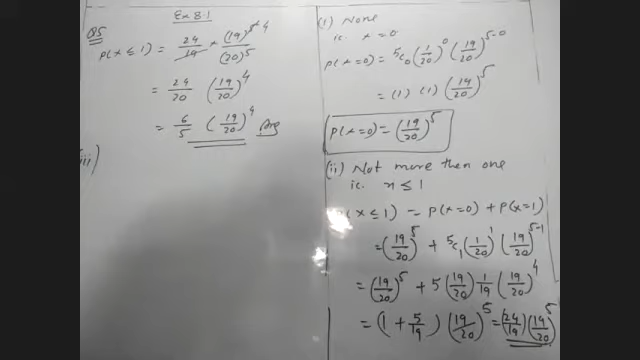 Ex 8.1
Q5
P(x ≤ 1) = 24/19 × (19)^5 4/(20)^5
= 24/20 (19/20)^4
= 6/5 (19/20)^4 Ans
iii)
(i) None
ie. x = 0
P(x=0) = 5C0 (1/20)^0 (19/20)^5-0
= (1) (1) (19/20)^5
P(x=0) = (19/20)^5
(ii) Not more then one
ie. x ≤ 1
(x ≤ 1) = P(x=0) + P(x=1)
= (19/20)^5 + 5C1 (1/20)^1 (19/20)^5-1
= (19/20)^5 + 5 (19/20) 1/19 (19/20)^4
= (1 + 5/19) (19/20)^5 = (24/19) (19/20)^5